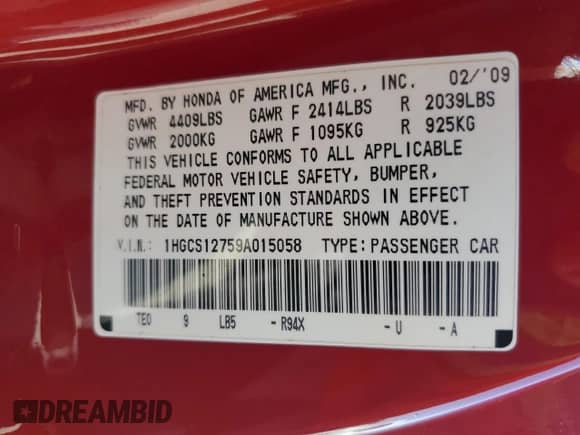 MFD. BY HONDA OF AMERICA MFG., INC. 02/'09
GVWR 4409LBS GAWR F 2414LBS R 2039LBS
GVWR 2000KG GAWR F 1095KG R 925KG
THIS VEHICLE CONFORMS TO ALL APPLICABLE
FEDERAL MOTOR VEHICLE SAFETY, BUMPER,
AND THEFT PREVENTION STANDARDS IN EFFECT
ON THE DATE OF MANUFACTURE SHOWN ABOVE.
V.I.N.: 1HGCS12759A015058 TYPE: PASSENGER CAR
TE0 9 LB5 - R94X - U - A
DREAMBID